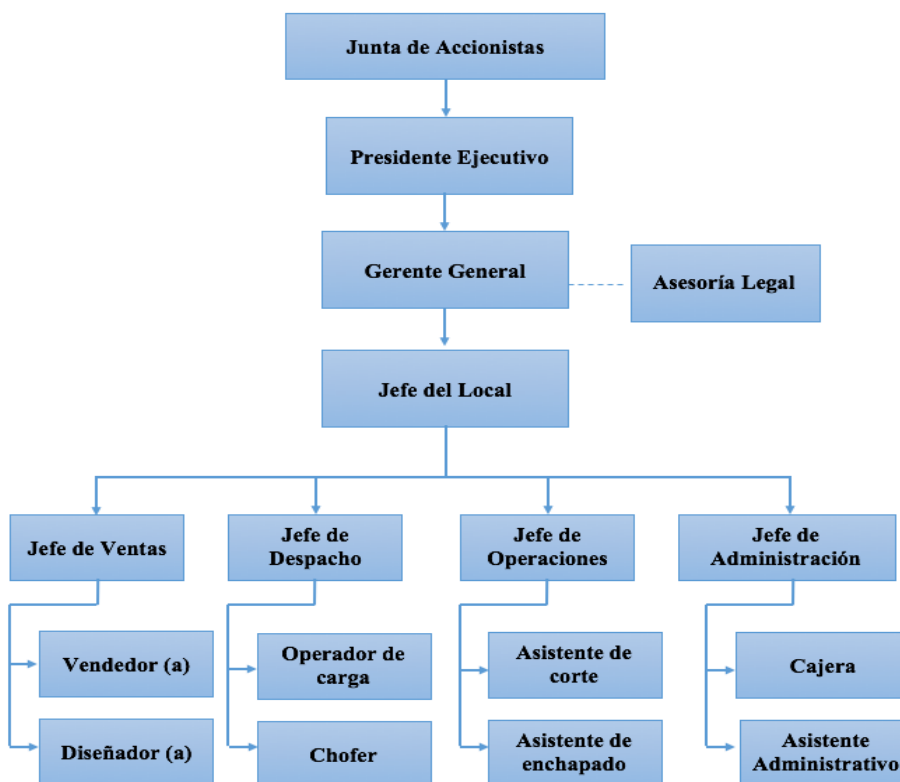 Junta de Accionistas
Presidente Ejecutivo
Gerente General
Asesoría Legal
Jefe del Local
Jefe de Ventas
Jefe de
Despacho
Jefe de
Operaciones
Jefe de
Administración
Vendedor (a)
Operador de
carga
Asistente de
corte
Cajera
Diseñador (a)
Chofer
Asistente de
enchapado
Asistente
Administrativo